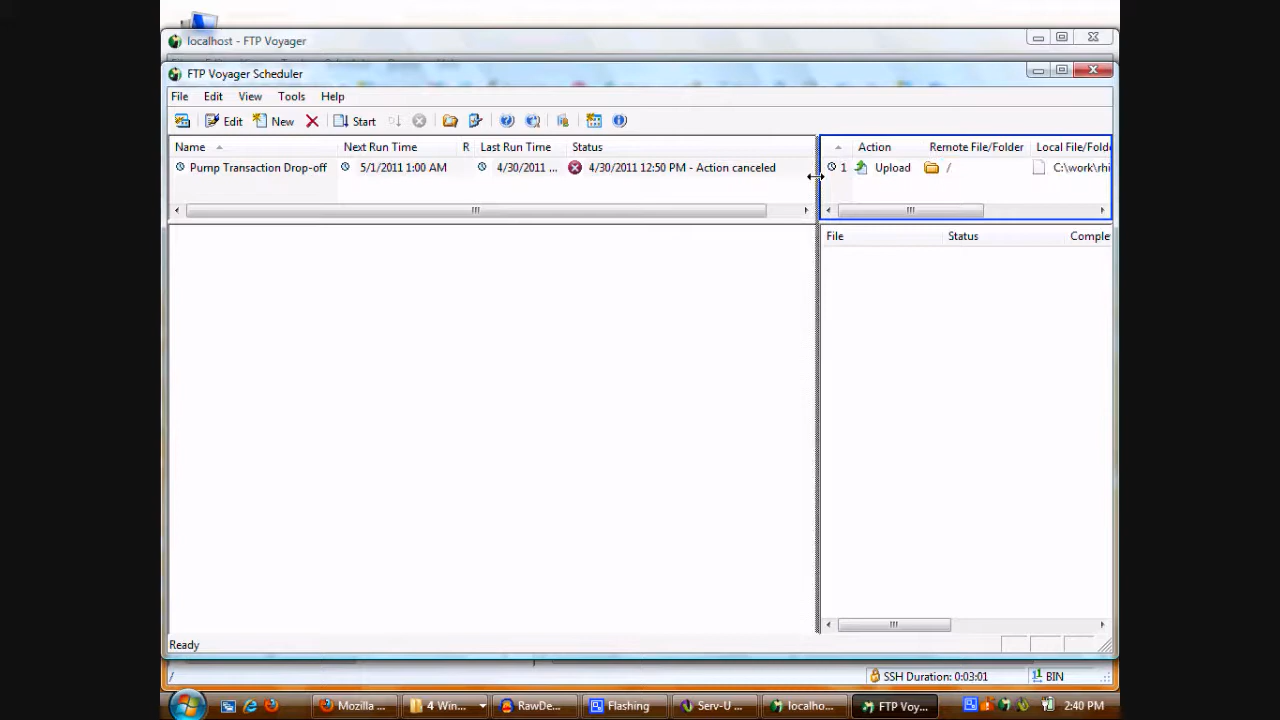 localhost - FTP Voyager
FTP Voyager Scheduler
File Edit View Tools Help
Edit New Start
Name Next Run Time R Last Run Time Status
Pump Transaction Drop-off 5/1/2011 1:00 AM 4/30/2011 ... 4/30/2011 12:50 PM - Action canceled
Action Remote File/Folder Local File/Folde
1 Upload / C:\work\rhi
File Status Comple
Ready
/ SSH Duration: 0:03:01 BIN
Mozilla ... 4 Win... RawDe... Flashing Serv-U ... localho... FTP Voy... 2:40 PM